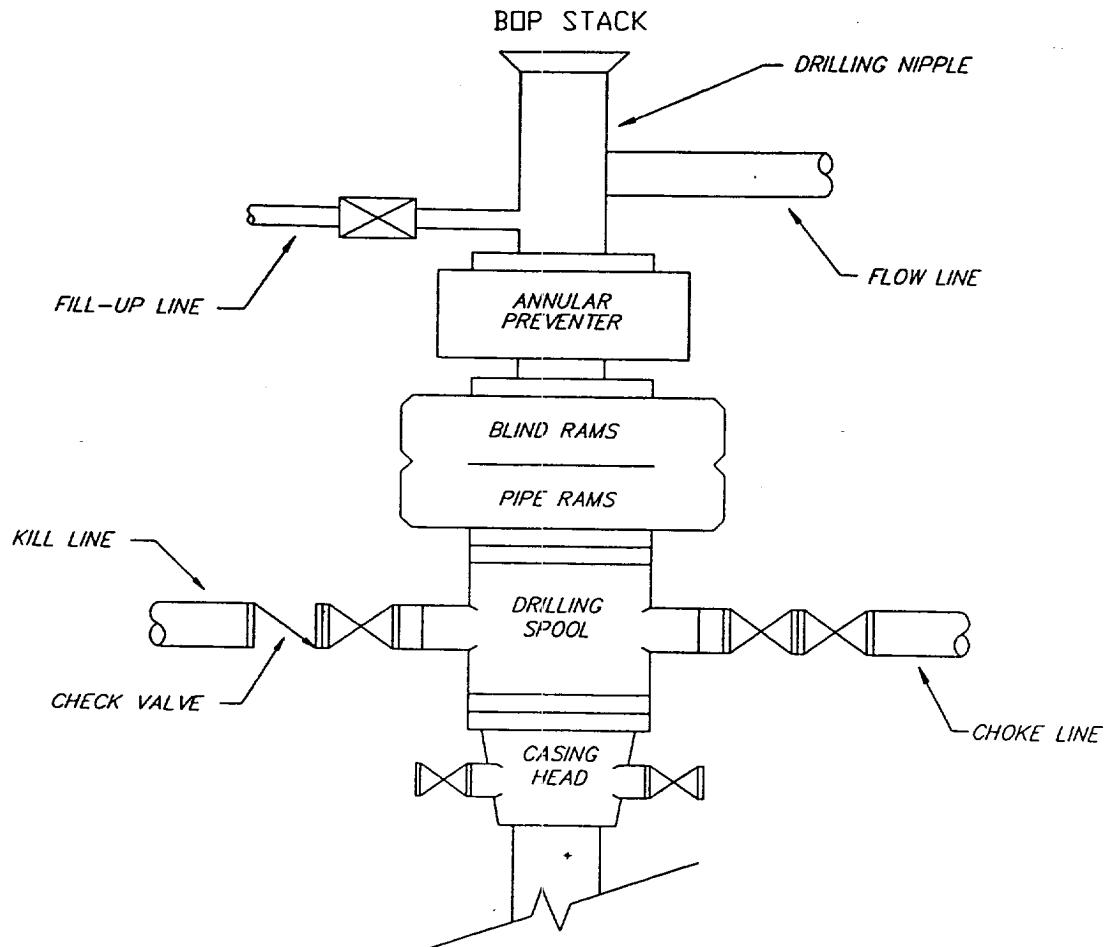 BOP STACK
DRILLING NIPPLE
FLOW LINE
FILL-UP LINE
ANNULAR
PREVENTER
BLIND RAMS
PIPE RAMS
KILL LINE
DRILLING
SPOOL
CHECK VALVE
CHOKE LINE
CASING
HEAD